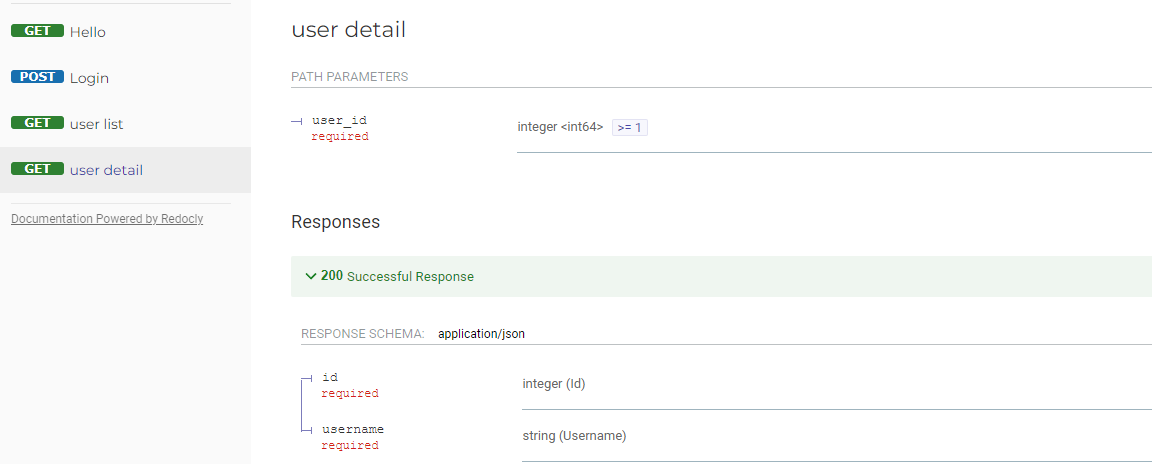 GET Hello
POST Login
GET user list
GET user detail
Documentation Powered by Redocly
user detail
PATH PARAMETERS
user_id
required
integer <int64> >= 1
Responses
200 Successful Response
RESPONSE SCHEMA: application/json
id
required
integer (Id)
username
required
string (Username)